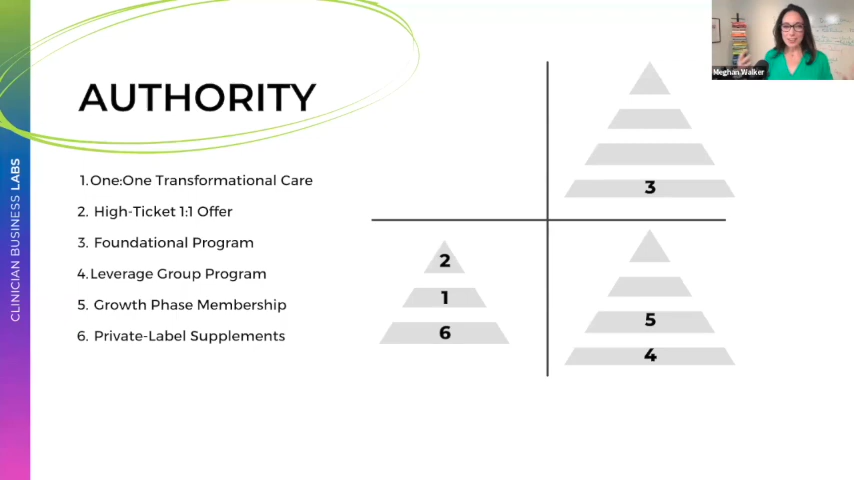 AUTHORITY
1.One:One Transformational Care
2. High-Ticket 1:1 Offer
3. Foundational Program
4.Leverage Group Program
5. Growth Phase Membership
6. Private-Label Supplements
CLINICIAN BUSINESS LABS
3
2
1
6
5
4
Meghan Walker